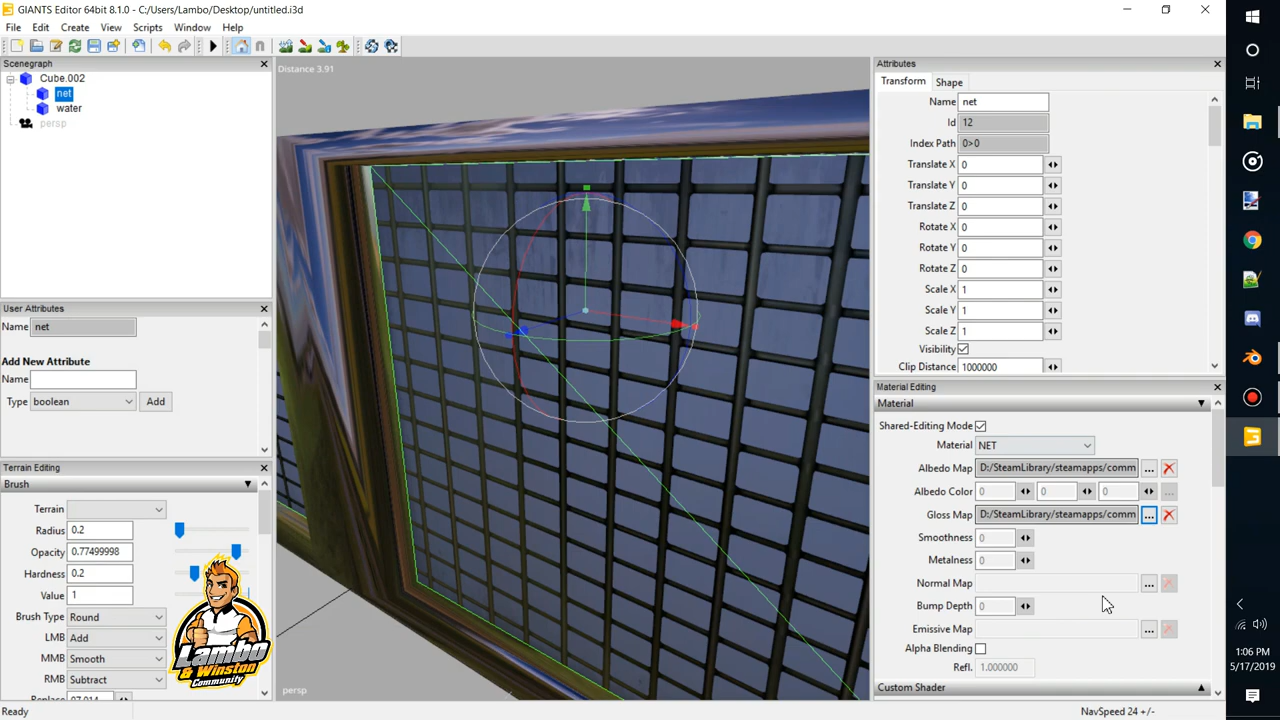 GIANTS Editor 64bit 8.1.0 - C:/Users/Lambo/Desktop/untitled.i3d
File Edit Create View Scripts Window Help
Scenegraph
Cube.002
net
water
persp
User Attributes
Name net
Add New Attribute
Name
Type boolean Add
Terrain Editing
Brush
Terrain
Radius 0.2
Opacity 0.77499998
Hardness 0.2
Value 1
Brush Type Round
LMB Add
MMB Smooth
RMB Subtract
Lambo
& Winston
Community
Ready
Distance 3.91
persp
Attributes
Transform Shape
Name net
Id 12
Index Path 0>0
Translate X 0
Translate Y 0
Translate Z 0
Rotate X 0
Rotate Y 0
Rotate Z 0
Scale X 1
Scale Y 1
Scale Z 1
Visibility
Clip Distance 1000000
Material Editing
Material
Shared-Editing Mode
Material NET
Albedo Map D:/SteamLibrary/steamapps/comm ...
Albedo Color 0 0 0 ...
Gloss Map D:/SteamLibrary/steamapps/comm ...
Smoothness 0
Metalness 0
Normal Map ...
Bump Depth 0
Emissive Map ...
Alpha Blending
Refl. 1.000000
Custom Shader
NavSpeed 24 +/-
1:06 PM
5/17/2019